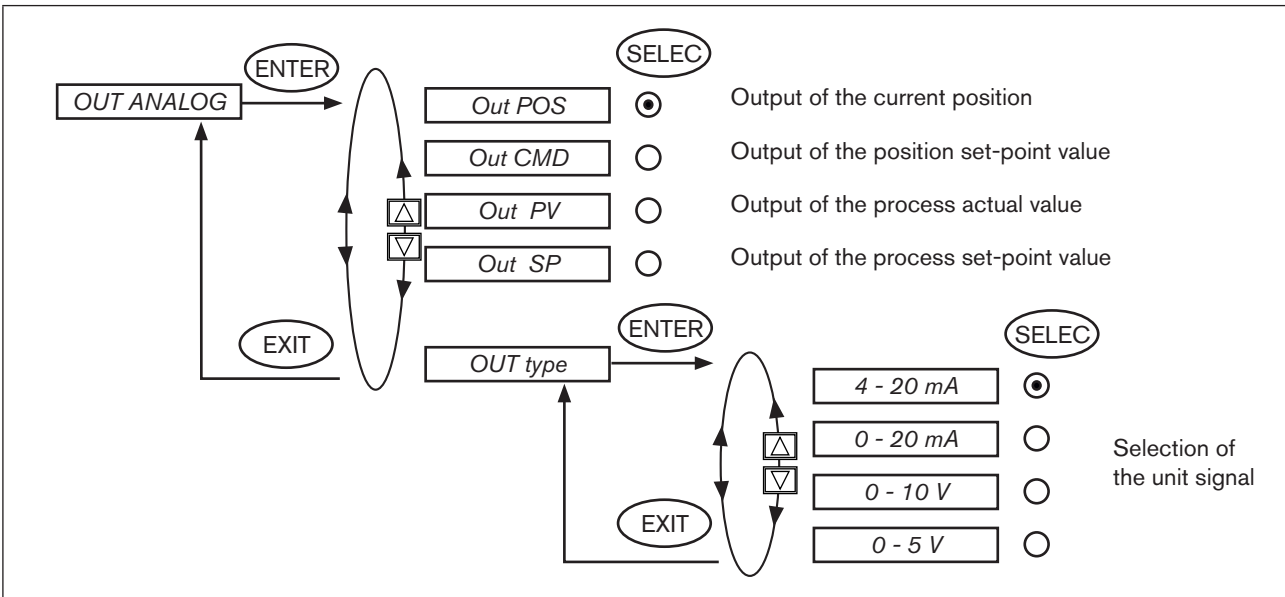 SELEC
ENTER
OUT ANALOG
Out POS
Output of the current position
Out CMD
Output of the position set-point value
Out PV
Output of the process actual value
Out SP
Output of the process set-point value
EXIT
ENTER
SELEC
OUT type
4 - 20 mA
0 - 20 mA
Selection of
the unit signal
0 - 10 V
EXIT
0 - 5 V